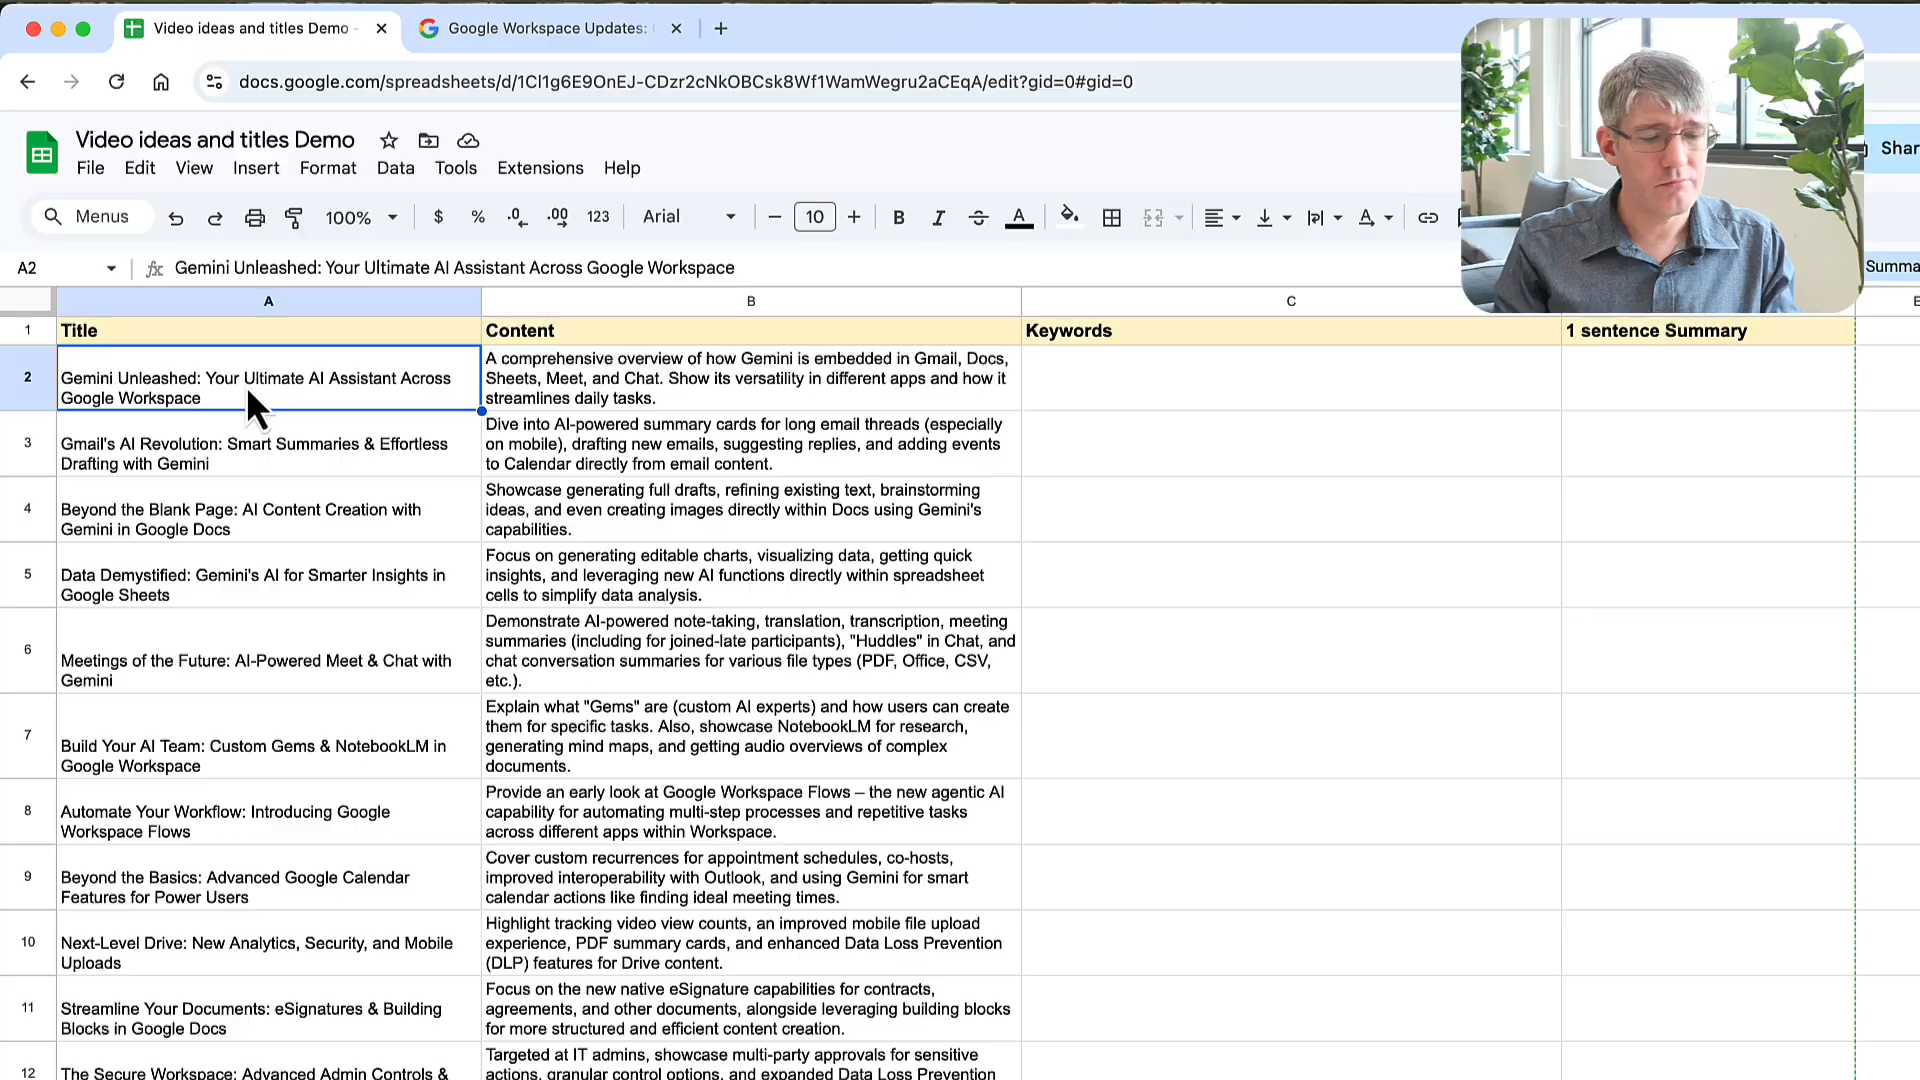 Video ideas and titles Demo -
Google Workspace Updates:
docs.google.com/spreadsheets/d/1Cl1g6E9OnEJ-CDzr2cNkOBCsk8Wf1WamWegru2aCEqA/edit?gid=0#gid=0
Video ideas and titles Demo
File Edit View Insert Format Data Tools Extensions Help
Shar
Menus 100% $ % .0 .00 123 Arial 10 B I S A
A2 fx Gemini Unleashed: Your Ultimate AI Assistant Across Google Workspace
Summa
A B C E
1 Title Content Keywords 1 sentence Summary
2
Gemini Unleashed: Your Ultimate AI Assistant Across
Google Workspace
A comprehensive overview of how Gemini is embedded in Gmail, Docs,
Sheets, Meet, and Chat. Show its versatility in different apps and how it
streamlines daily tasks.
3
Gmail's AI Revolution: Smart Summaries & Effortless
Drafting with Gemini
Dive into AI-powered summary cards for long email threads (especially
on mobile), drafting new emails, suggesting replies, and adding events
to Calendar directly from email content.
4
Beyond the Blank Page: AI Content Creation with
Gemini in Google Docs
Showcase generating full drafts, refining existing text, brainstorming
ideas, and even creating images directly within Docs using Gemini's
capabilities.
5
Data Demystified: Gemini's AI for Smarter Insights in
Google Sheets
Focus on generating editable charts, visualizing data, getting quick
insights, and leveraging new AI functions directly within spreadsheet
cells to simplify data analysis.
6
Meetings of the Future: AI-Powered Meet & Chat with
Gemini
Demonstrate AI-powered note-taking, translation, transcription, meeting
summaries (including for joined-late participants), "Huddles" in Chat, and
chat conversation summaries for various file types (PDF, Office, CSV,
etc.).
7
Build Your AI Team: Custom Gems & NotebookLM in
Google Workspace
Explain what "Gems" are (custom AI experts) and how users can create
them for specific tasks. Also, showcase NotebookLM for research,
generating mind maps, and getting audio overviews of complex
documents.
8
Automate Your Workflow: Introducing Google
Workspace Flows
Provide an early look at Google Workspace Flows – the new agentic AI
capability for automating multi-step processes and repetitive tasks
across different apps within Workspace.
9
Beyond the Basics: Advanced Google Calendar
Features for Power Users
Cover custom recurrences for appointment schedules, co-hosts,
improved interoperability with Outlook, and using Gemini for smart
calendar actions like finding ideal meeting times.
10
Next-Level Drive: New Analytics, Security, and Mobile
Uploads
Highlight tracking video view counts, an improved mobile file upload
experience, PDF summary cards, and enhanced Data Loss Prevention
(DLP) features for Drive content.
11
Streamline Your Documents: eSignatures & Building
Blocks in Google Docs
Focus on the new native eSignature capabilities for contracts,
agreements, and other documents, alongside leveraging building blocks
for more structured and efficient content creation.
12
The Secure Workspace: Advanced Admin Controls &
Targeted at IT admins, showcase multi-party approvals for sensitive
actions, granular control options, and expanded Data Loss Prevention